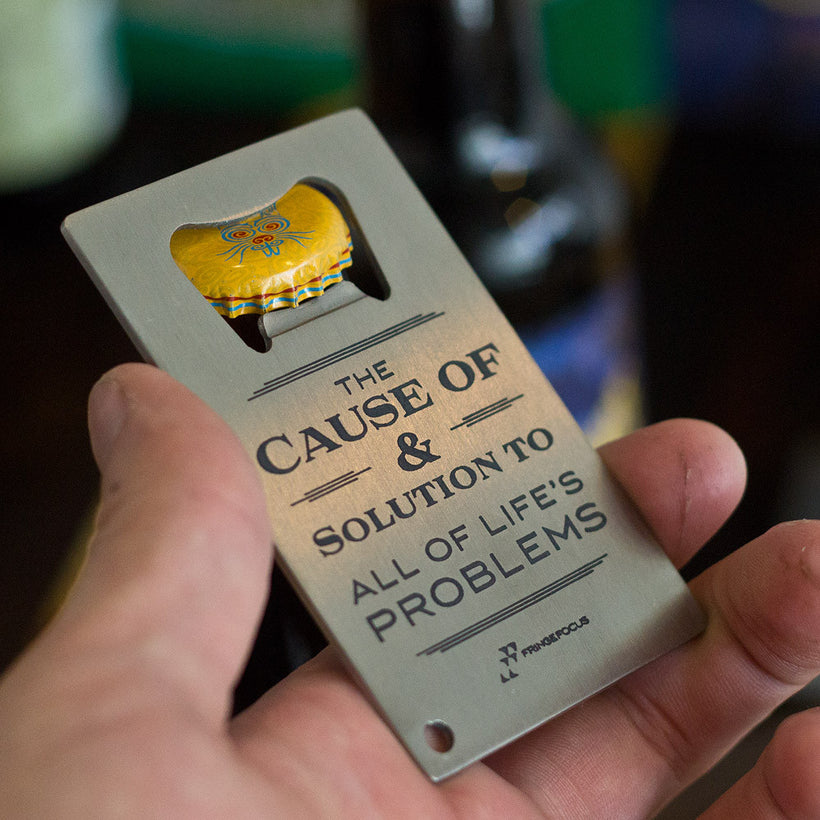 THE
CAUSE OF
&
SOLUTION TO
ALL OF LIFE'S
PROBLEMS
FRINGEFOCUS